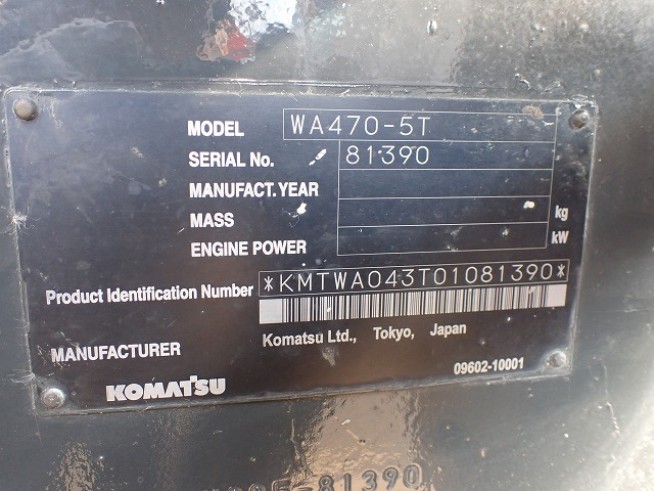 MODEL WA470-5T
SERIAL No. 81390
MANUFACT. YEAR
MASS kg
ENGINE POWER kW
Product Identification Number *KMTWA043T01081390*
MANUFACTURER Komatsu Ltd., Tokyo, Japan
KOMATSU 09602-10001
-81390